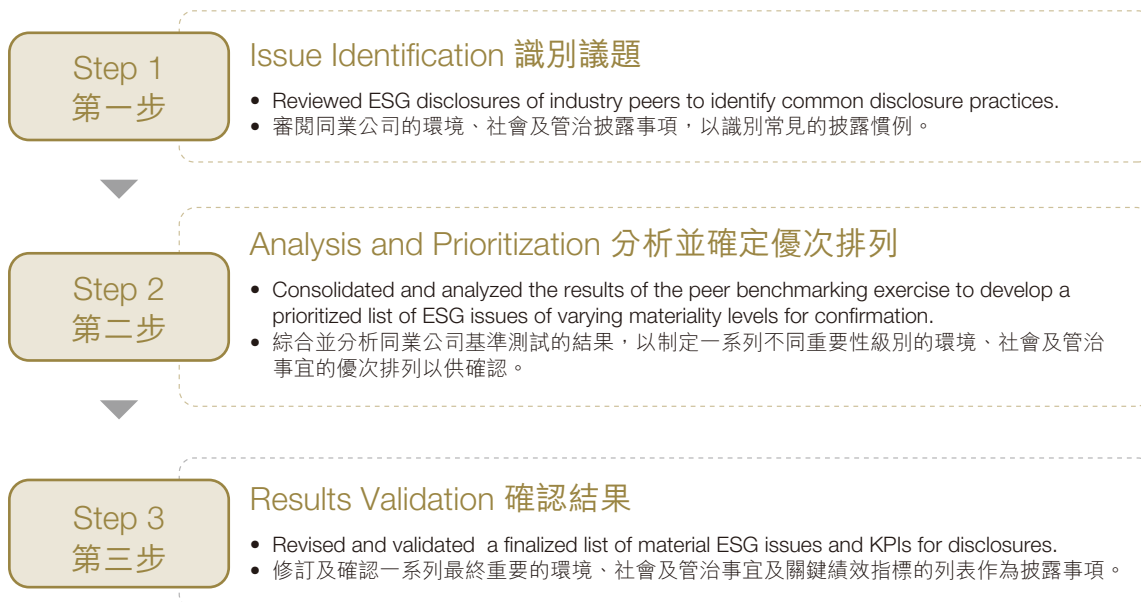 Step 1
第一步
Issue Identification 識別議題
• Reviewed ESG disclosures of industry peers to identify common disclosure practices.
• 審閱同業公司的環境、社會及管治披露事項，以識別常見的披露慣例。
Step 2
第二步
Analysis and Prioritization 分析並確定優次排列
• Consolidated and analyzed the results of the peer benchmarking exercise to develop a
prioritized list of ESG issues of varying materiality levels for confirmation.
• 綜合並分析同業公司基準測試的結果，以制定一系列不同重要性級別的環境、社會及管治
事宜的優次排列以供確認。
Step 3
第三步
Results Validation 確認結果
• Revised and validated a finalized list of material ESG issues and KPIs for disclosures.
• 修訂及確認一系列最終重要的環境、社會及管治事宜及關鍵績效指標的列表作為披露事項。